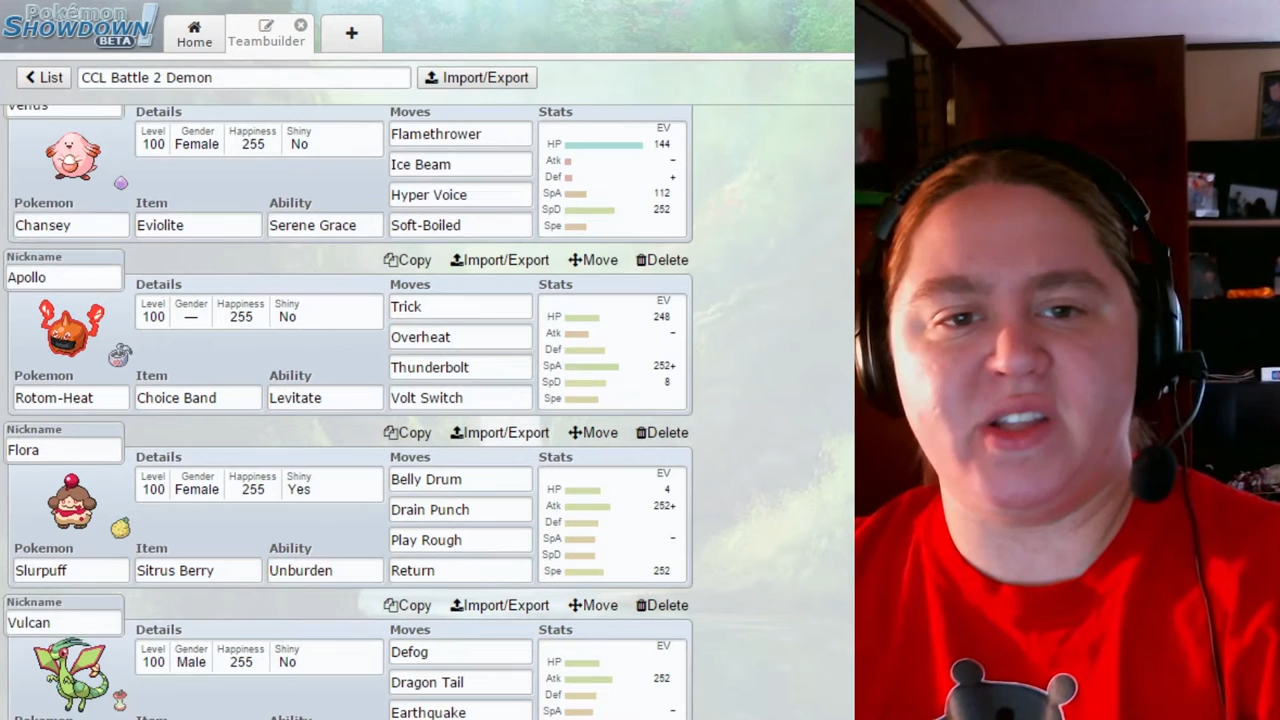 Pokémon
SHOWDOWN!
BETA
Home
Teambuilder
+
List
CCL Battle 2 Demon
Import/Export
Venus
Details
Moves
Stats
Level Gender Happiness Shiny
100 Female 255 No
Flamethrower
Ice Beam
Hyper Voice
Soft-Boiled
EV
HP 144
Atk −
Def +
SpA 112
SpD 252
Spe
Pokemon Item Ability
Chansey Eviolite Serene Grace
Nickname
Apollo
Copy Import/Export Move Delete
Details
Moves
Stats
Level Gender Happiness Shiny
100 — 255 No
Trick
Overheat
Thunderbolt
Volt Switch
EV
HP 248
Atk −
Def
SpA 252+
SpD 8
Spe
Pokemon Item Ability
Rotom-Heat Choice Band Levitate
Nickname
Flora
Copy Import/Export Move Delete
Details
Moves
Stats
Level Gender Happiness Shiny
100 Female 255 Yes
Belly Drum
Drain Punch
Play Rough
Return
EV
HP 4
Atk 252+
Def
SpA −
SpD
Spe 252
Pokemon Item Ability
Slurpuff Sitrus Berry Unburden
Nickname
Vulcan
Copy Import/Export Move Delete
Details
Moves
Stats
Level Gender Happiness Shiny
100 Male 255 No
Defog
Dragon Tail
Earthquake
EV
HP
Atk 252
Def
SpA −
Pokemon Item Ability